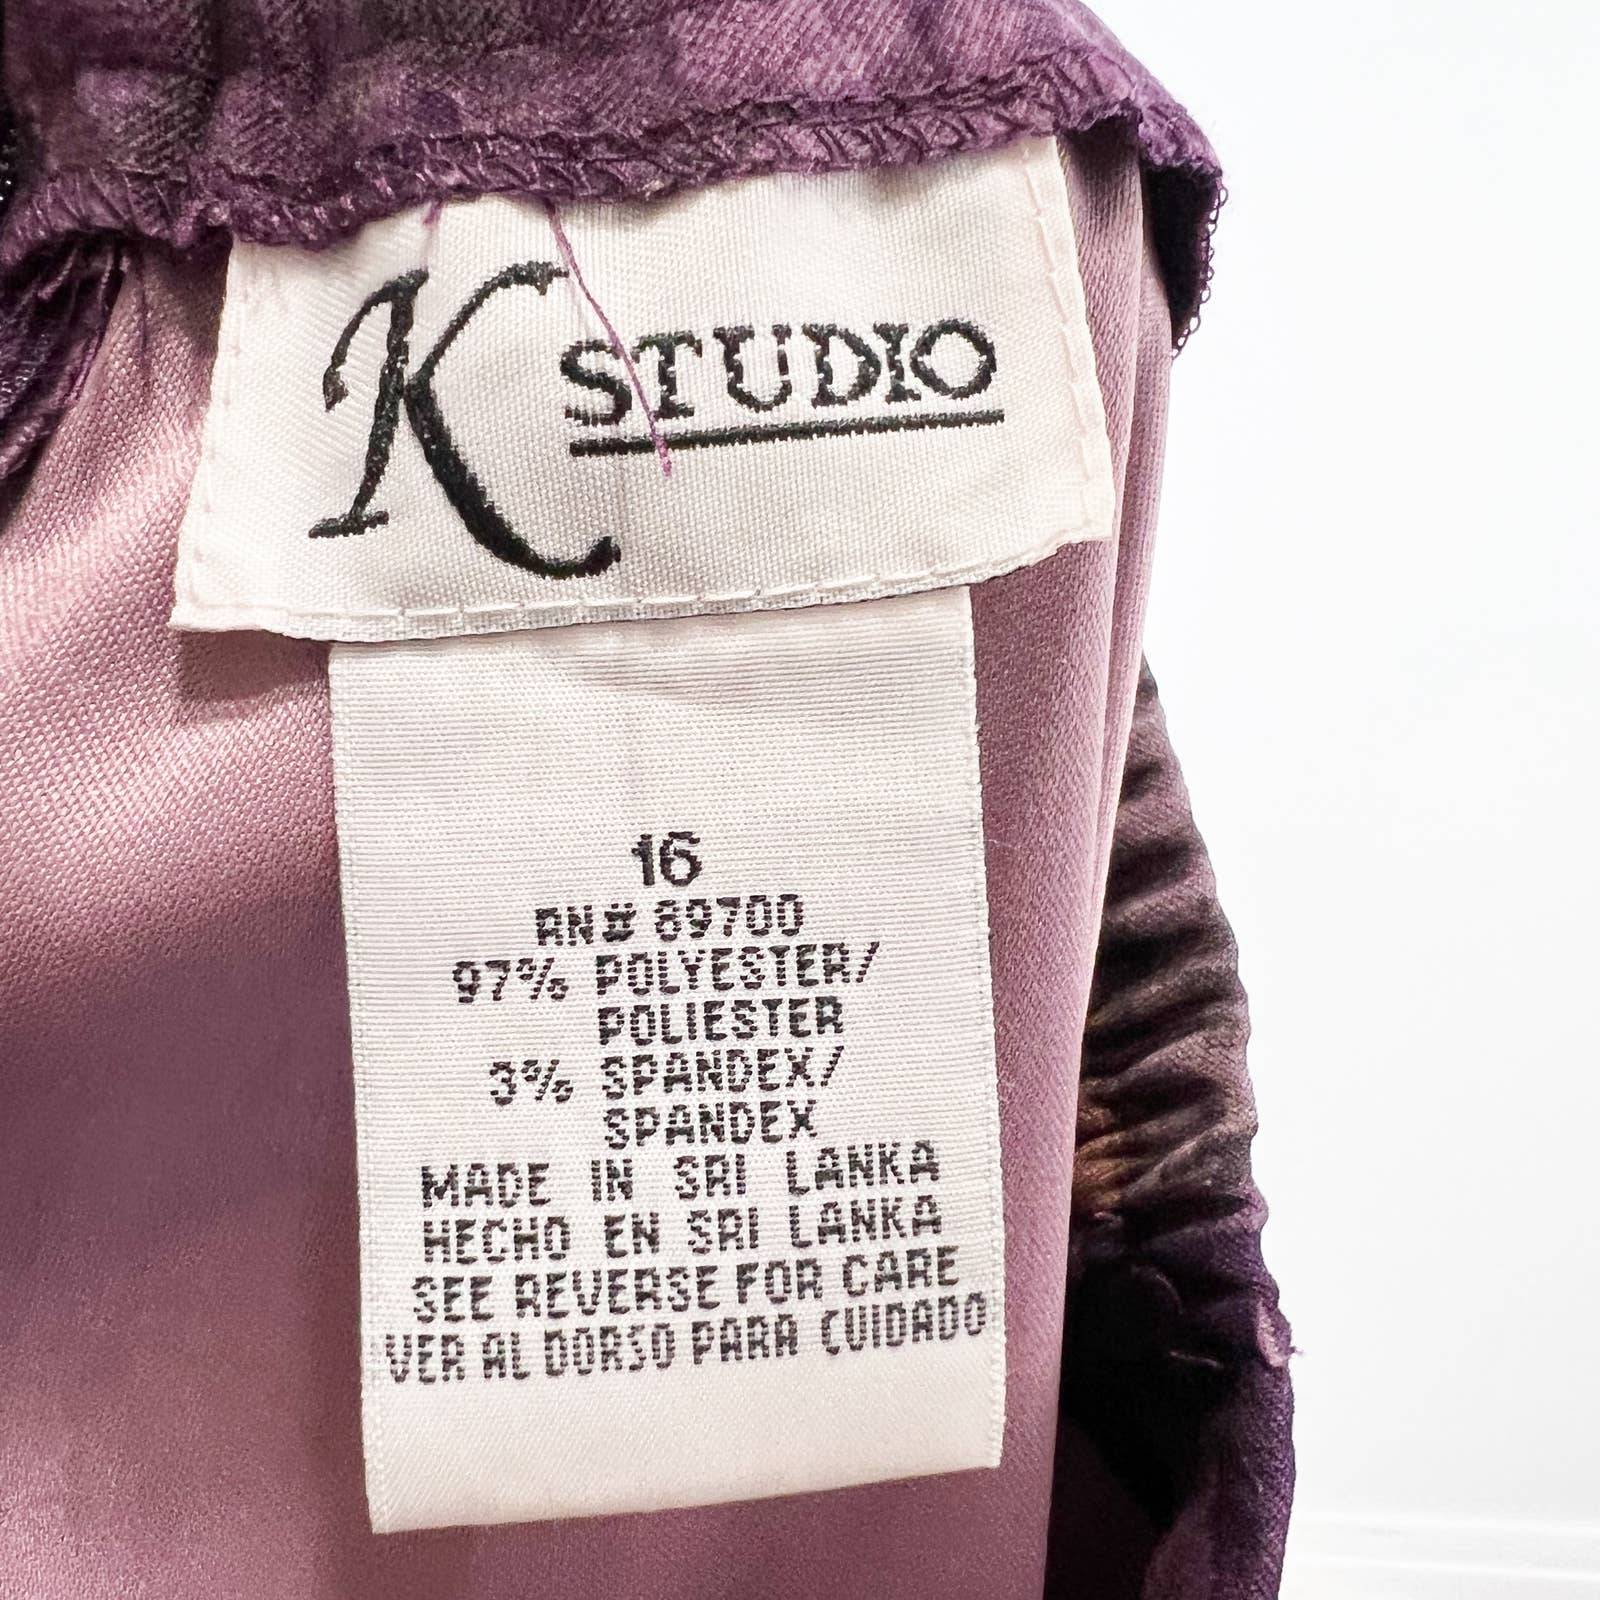 K STUDIO
16
RN# 89700
97% POLYESTER/
POLIESTER
3% SPANDEX/
SPANDEX
MADE IN SRI LANKA
HECHO EN SRI LANKA
SEE REVERSE FOR CARE
VER AL DORSO PARA CUIDADO